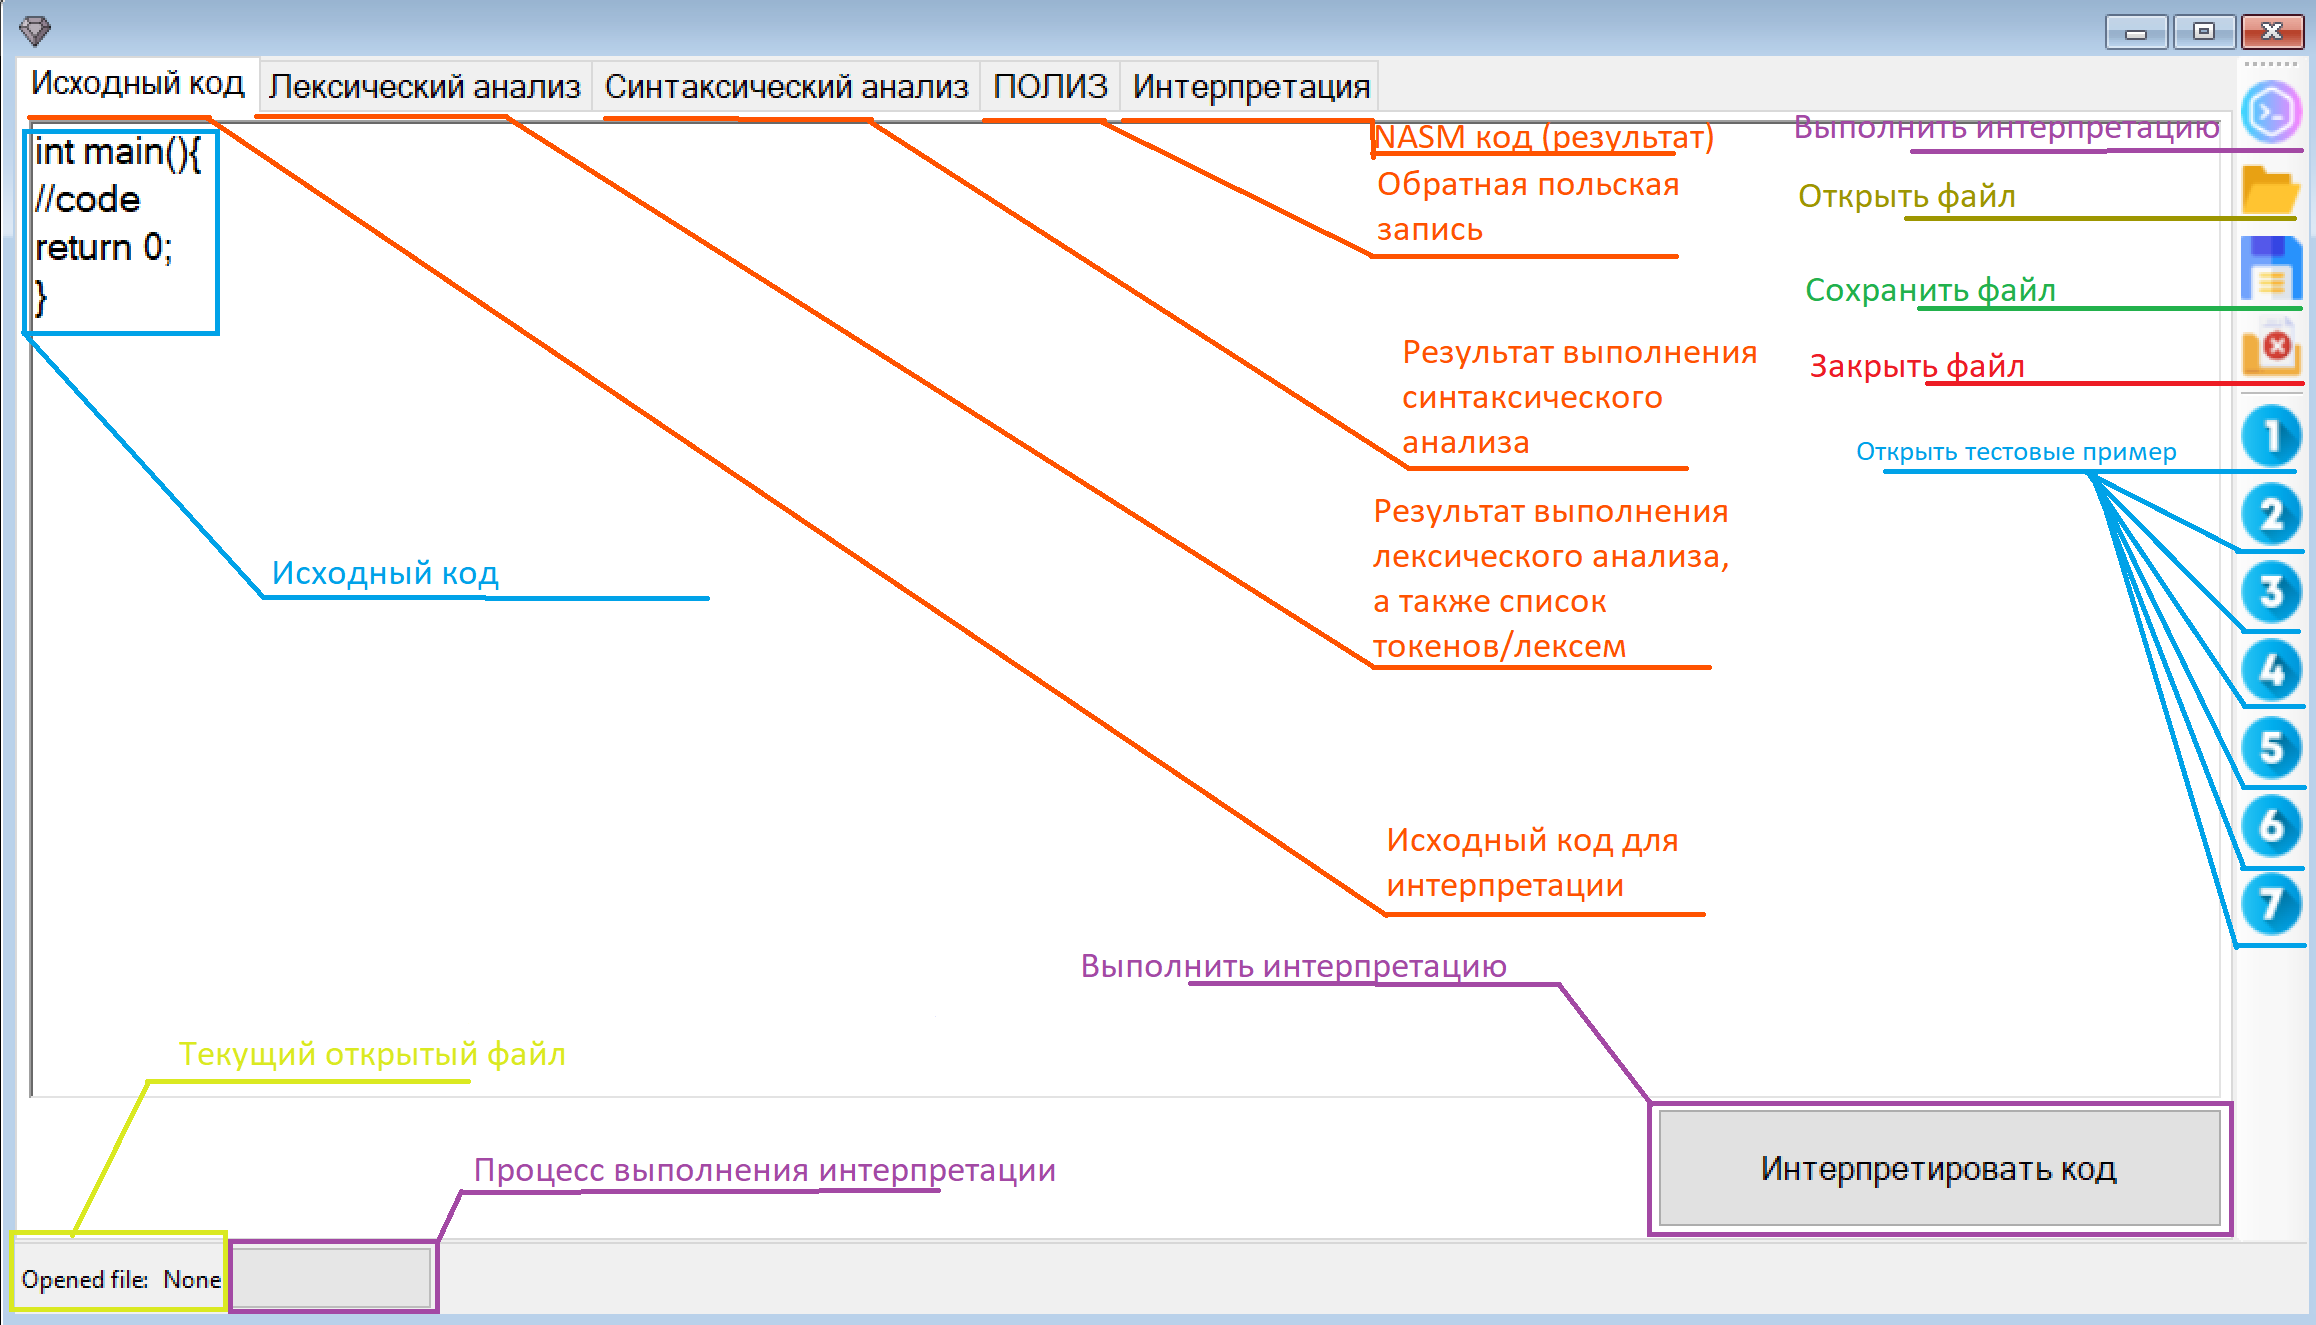 Исходный код
Лексический анализ
Синтаксический анализ
ПОЛИЗ
Интерпретация
int main(){
//code
return 0;
}
NASM код (результат)
Обратная польская
запись
Выполнить интерпретацию
Открыть файл
Сохранить файл
Закрыть файл
Результат выполнения
синтаксического
анализа
Открыть тестовые пример
1
2
3
4
5
6
7
Результат выполнения
лексического анализа,
а также список
токенов/лексем
Исходный код
Исходный код для
интерпретации
Выполнить интерпретацию
Текущий открытый файл
Процесс выполнения интерпретации
Интерпретировать код
Opened file: None